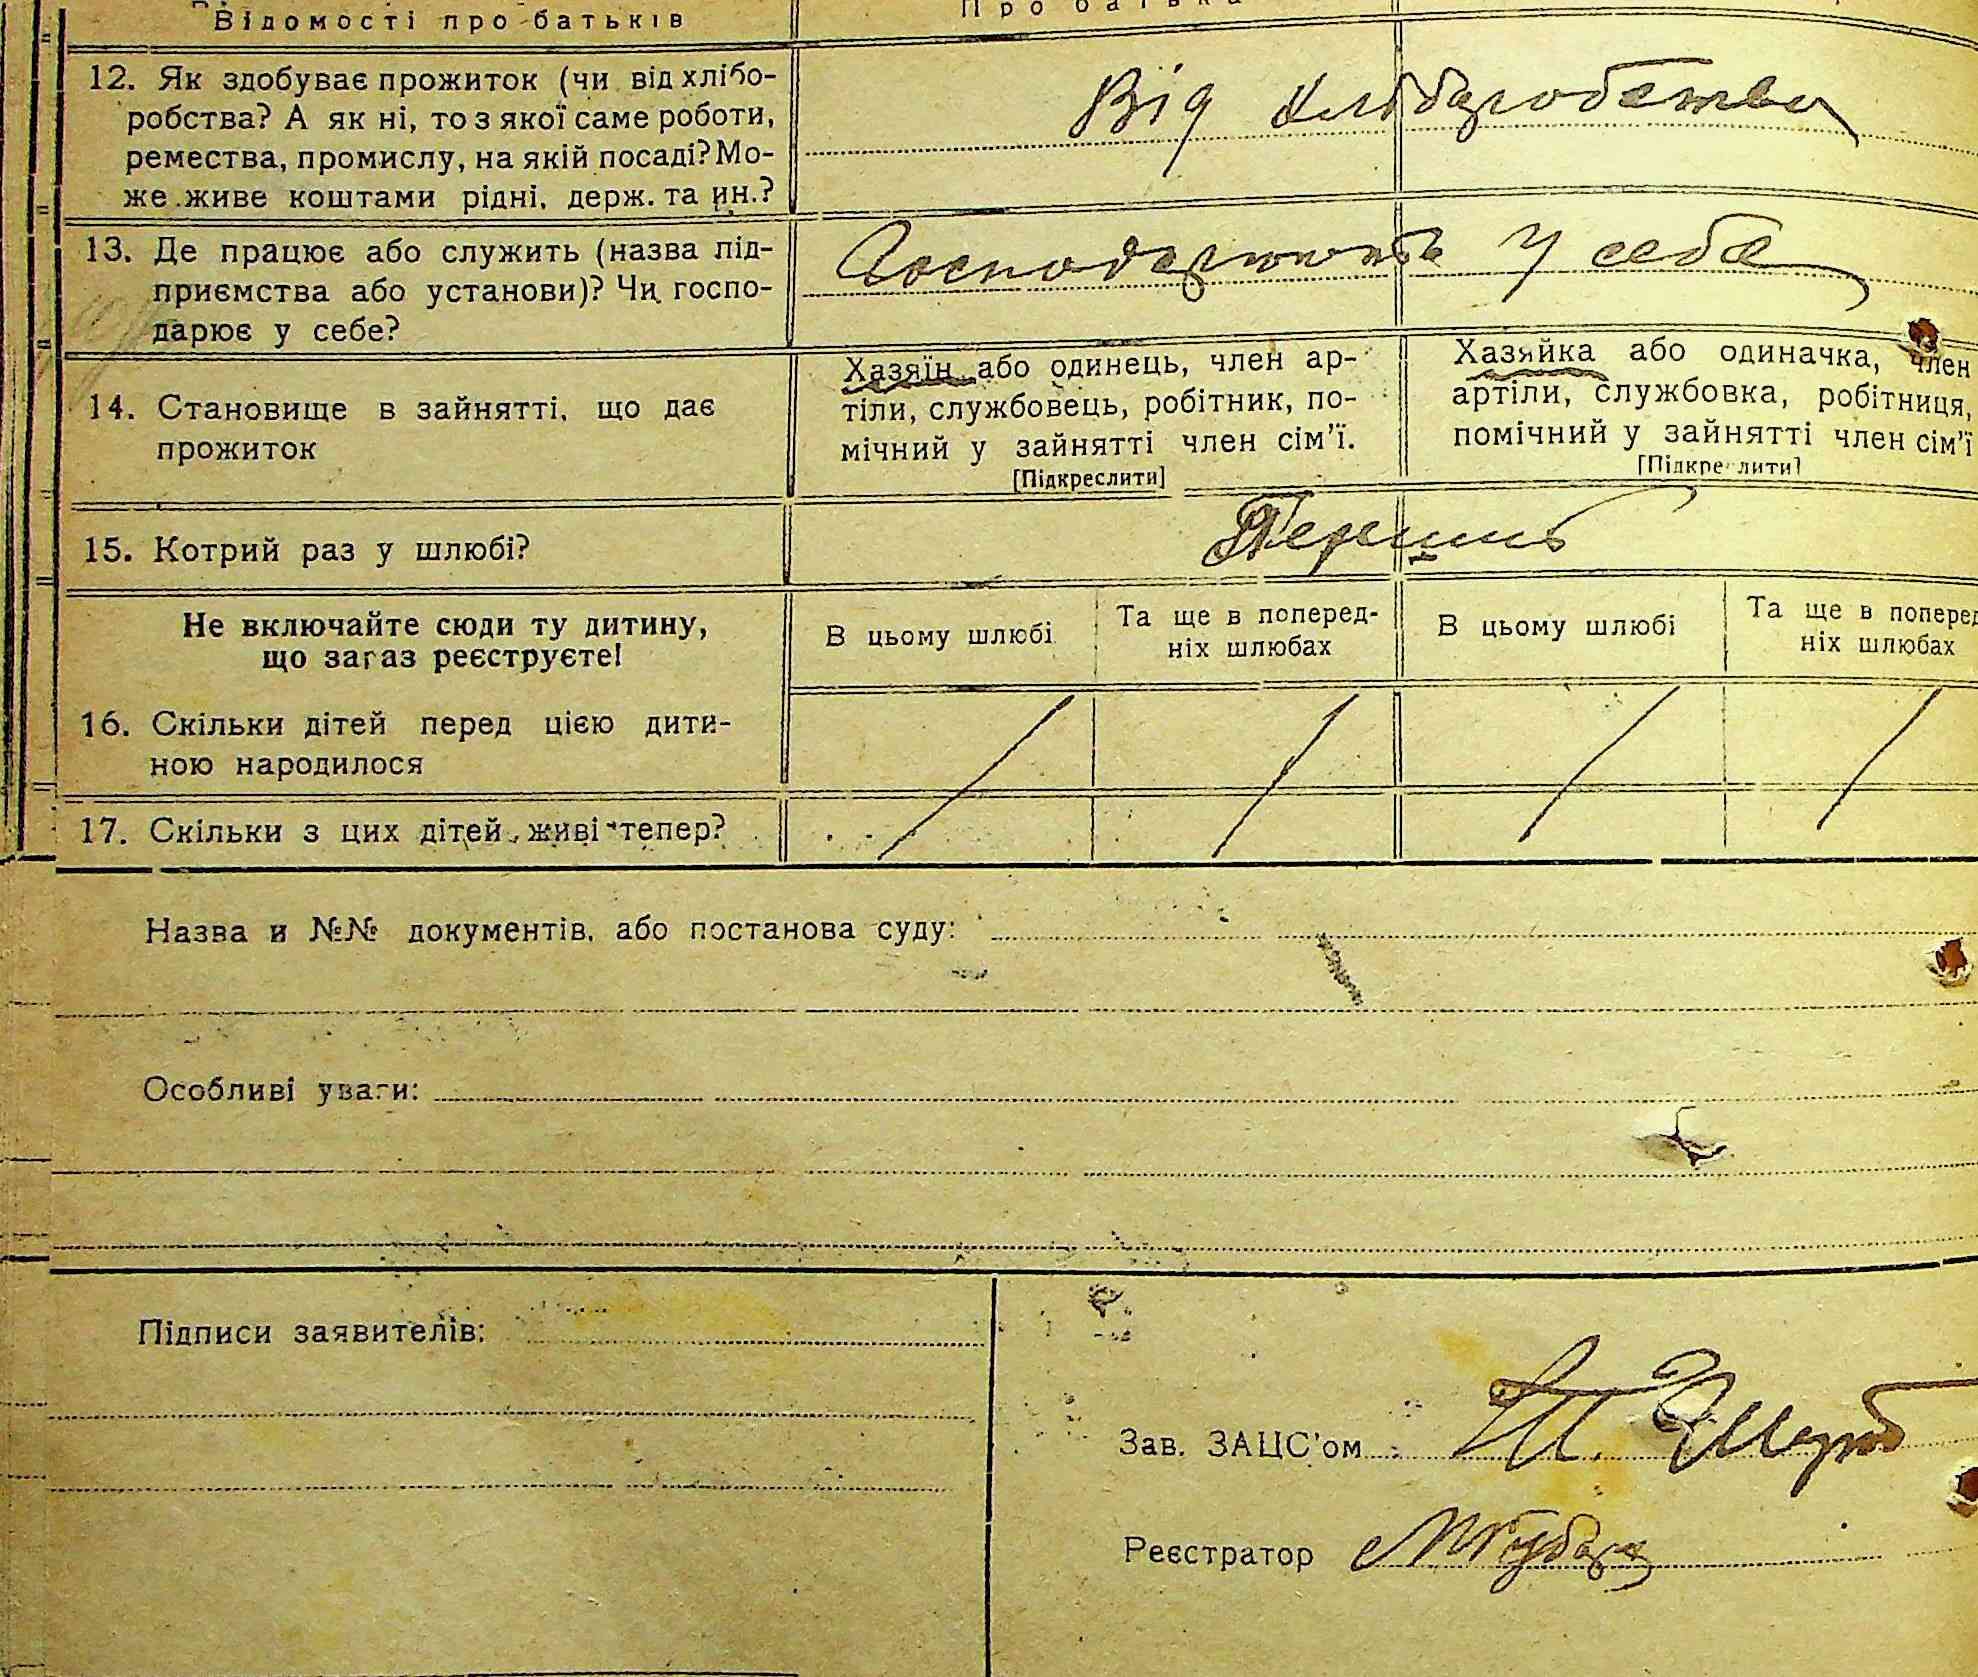 Відомості про батьків
Про батька
12. Як здобуває прожиток (чи від хлібо-
робства? А як ні, то з якої саме роботи,
ремества, промислу, на якій посаді? Мо-
же живе коштами рідні, держ. та ин.?
Від хліборобства
13. Де працює або служить (назва під-
приємства або установи)? Чи госпо-
дарює у себе?
у себе
14. Становище в зайнятті, що дає
прожиток
Хазяїн або одинець, член ар-
тіли, службовець, робітник, по-
мічний у зайнятті член сім'ї.
[Підкреслити]
Хазяйка або одиначка, член
артіли, службовка, робітниця,
помічний у зайнятті член сім'ї
[Підкреслити]
15. Котрий раз у шлюбі?
Не включайте сюди ту дитину,
що зараз реєструєте!
В цьому шлюбі
Та ще в поперед-
ніх шлюбах
В цьому шлюбі
Та ще в поперед
ніх шлюбах
16. Скільки дітей перед цією дити-
ною народилося
17. Скільки з цих дітей живі тепер?
Назва и №№ документів, або постанова суду:
Особливі уваги:
Підписи заявителів:
Зав. ЗАЦС'ом
Реєстратор